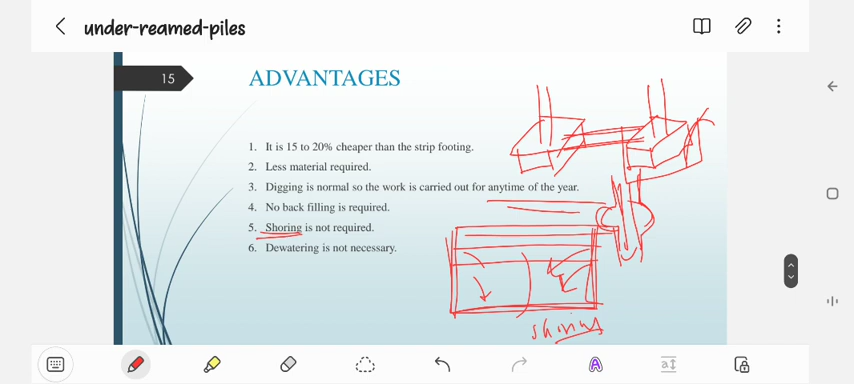 under-reamed-piles
15
ADVANTAGES
1. It is 15 to 20% cheaper than the strip footing.
2. Less material required.
3. Digging is normal so the work is carried out for anytime of the year.
4. No back filling is required.
5. Shoring is not required.
6. Dewatering is not necessary.
A
a